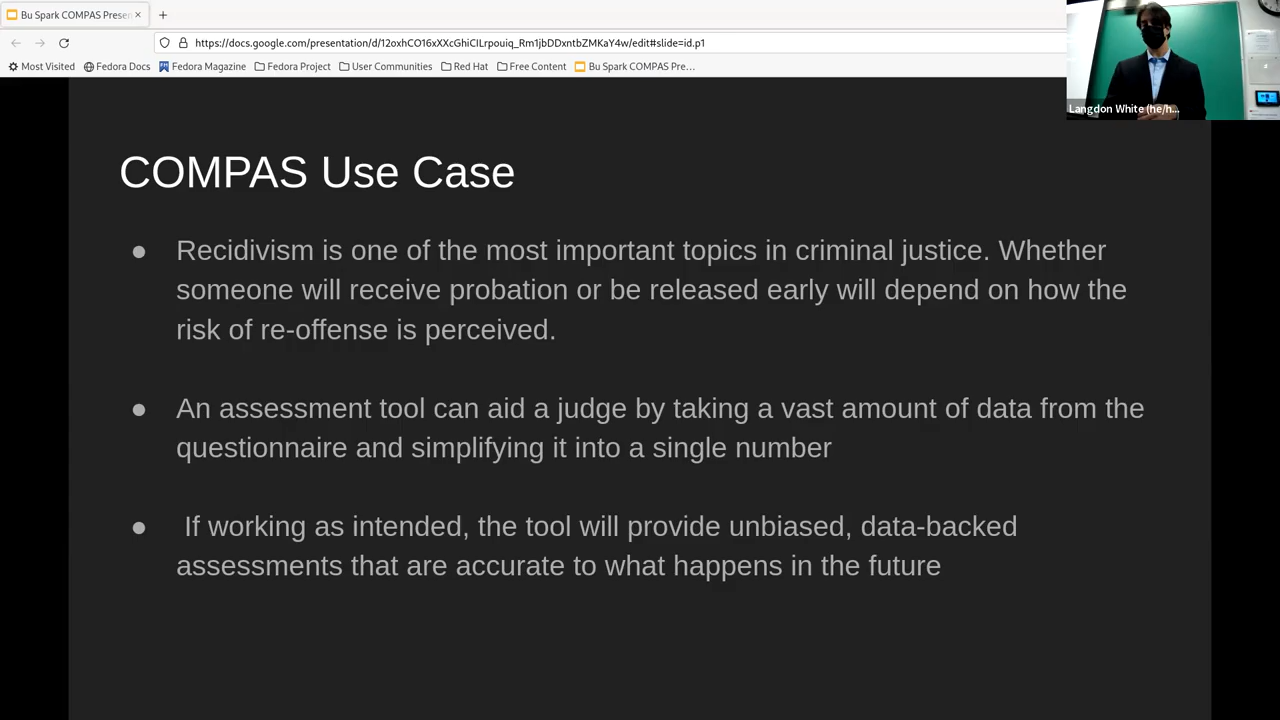 Bu Spark COMPAS Presen
https://docs.google.com/presentation/d/12oxhCO16xXXcGhiCILrpouiq_Rm1jbDDxntbZMKaY4w/edit#slide=id.p1
Most Visited Fedora Docs Fedora Magazine Fedora Project User Communities Red Hat Free Content Bu Spark COMPAS Pre…
Langdon White (he/h...
COMPAS Use Case
● Recidivism is one of the most important topics in criminal justice. Whether
someone will receive probation or be released early will depend on how the
risk of re-offense is perceived.
● An assessment tool can aid a judge by taking a vast amount of data from the
questionnaire and simplifying it into a single number
● If working as intended, the tool will provide unbiased, data-backed
assessments that are accurate to what happens in the future